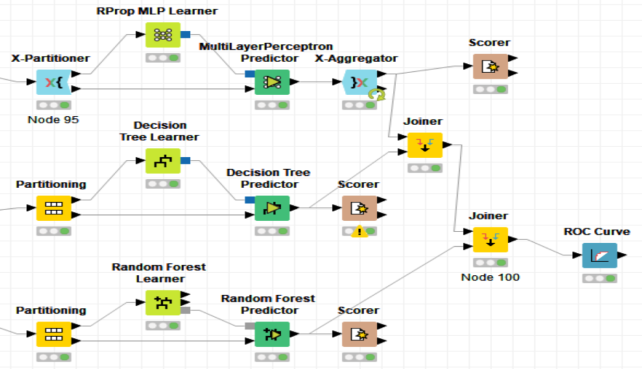 RProp MLP Learner
X-Partitioner
MultiLayerPerceptron
Predictor
X-Aggregator
Scorer
Node 95
Decision
Tree Learner
Joiner
Partitioning
Decision Tree
Predictor
Scorer
Joiner
ROC Curve
Node 100
Random Forest
Learner
Partitioning
Random Forest
Predictor
Scorer